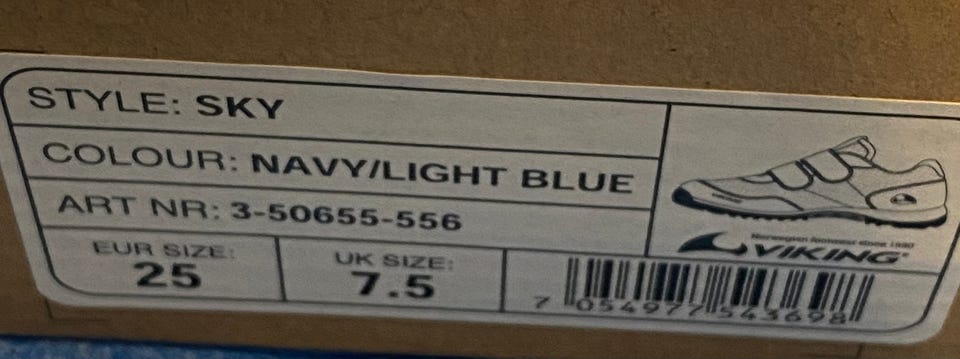 STYLE: SKY
COLOUR: NAVY/LIGHT BLUE
ART NR: 3-50655-556
EUR SIZE:
25
UK SIZE:
7.5
Norwegian footwear since 1920
VIKING®
7 054977 543698